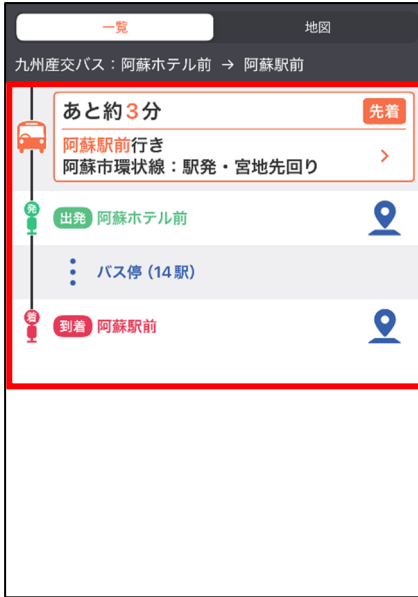 一覧
地図
九州産交バス：阿蘇ホテル前 → 阿蘇駅前
あと約3分
先着
阿蘇駅前行き
阿蘇市環状線：駅発・宮地先回り
発
出発 阿蘇ホテル前
バス停（14駅）
着
到着 阿蘇駅前